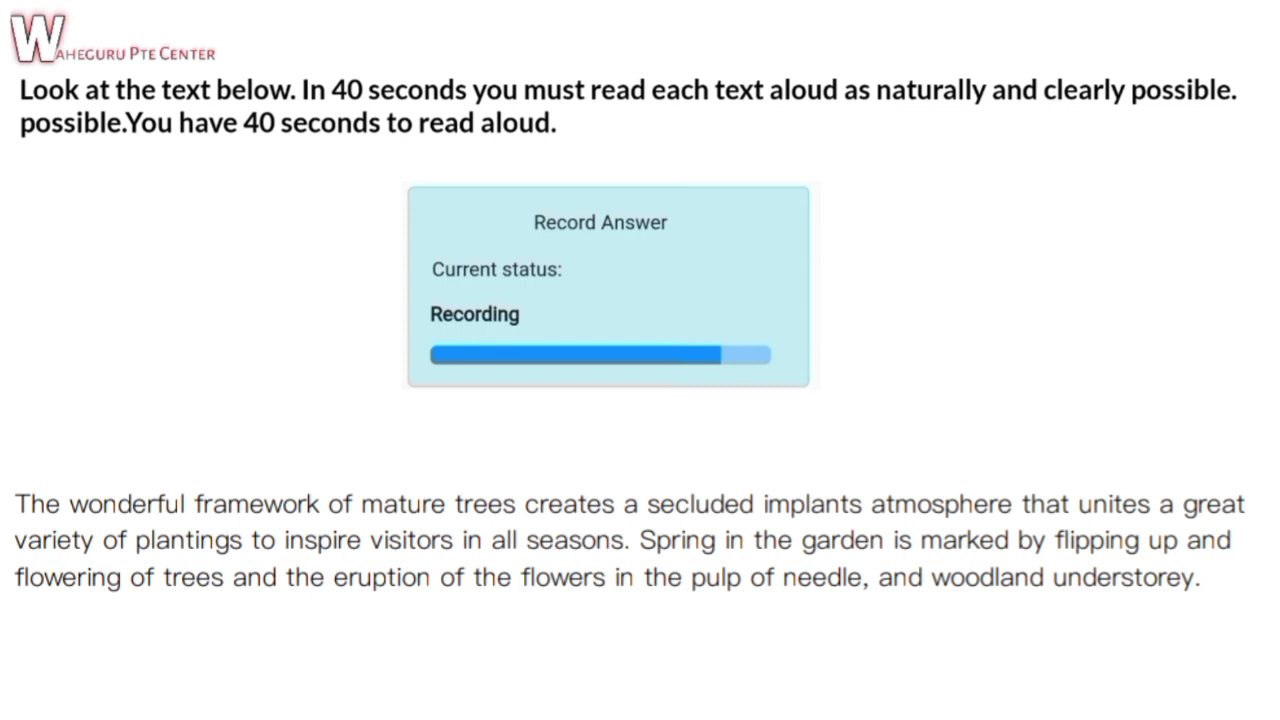 WAHEGURU PTE CENTER
Look at the text below. In 40 seconds you must read each text aloud as naturally and clearly possible.
possible.You have 40 seconds to read aloud.
Record Answer
Current status:
Recording
The wonderful framework of mature trees creates a secluded implants atmosphere that unites a great
variety of plantings to inspire visitors in all seasons. Spring in the garden is marked by flipping up and
flowering of trees and the eruption of the flowers in the pulp of needle, and woodland understorey.